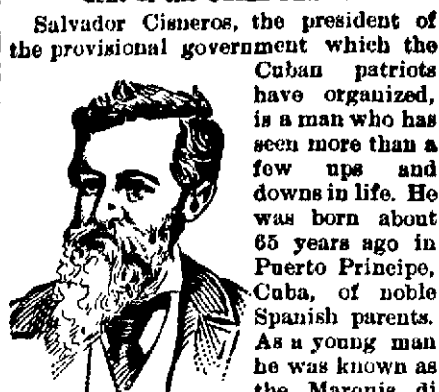 Salvador Cisneros, the president of
the provisional government which the
Cuban patriots
have organized,
is a man who has
seen more than a
few ups and
downs in life. He
was born about
65 years ago in
Puerto Principe,
Cuba, of noble
Spanish parents.
As a young man
he was known as
the Marquis di